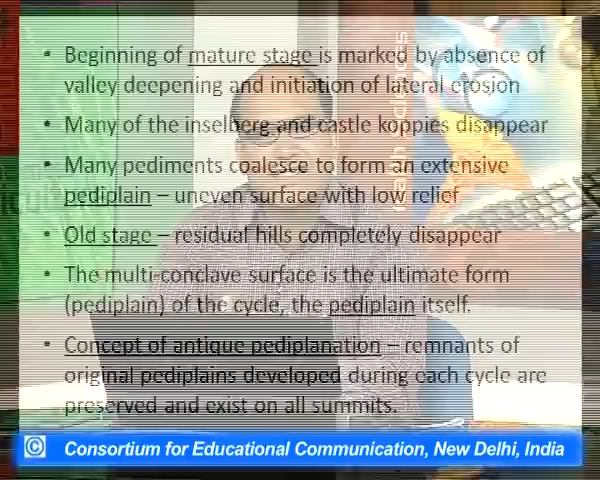 • Beginning of mature stage is marked by absence of
valley deepening and initiation of lateral erosion
• Many of the inselberg and castle koppies disappear
• Many pediments coalesce to form an extensive
pediplain – uneven surface with low relief
• Old stage – residual hills completely disappear
• The multi-conclave surface is the ultimate form
(pediplain) of the cycle, the pediplain itself.
• Concept of antique pediplanation – remnants of
original pediplains developed during each cycle are
preserved and exist on all summits.
© Consortium for Educational Communication, New Delhi, India